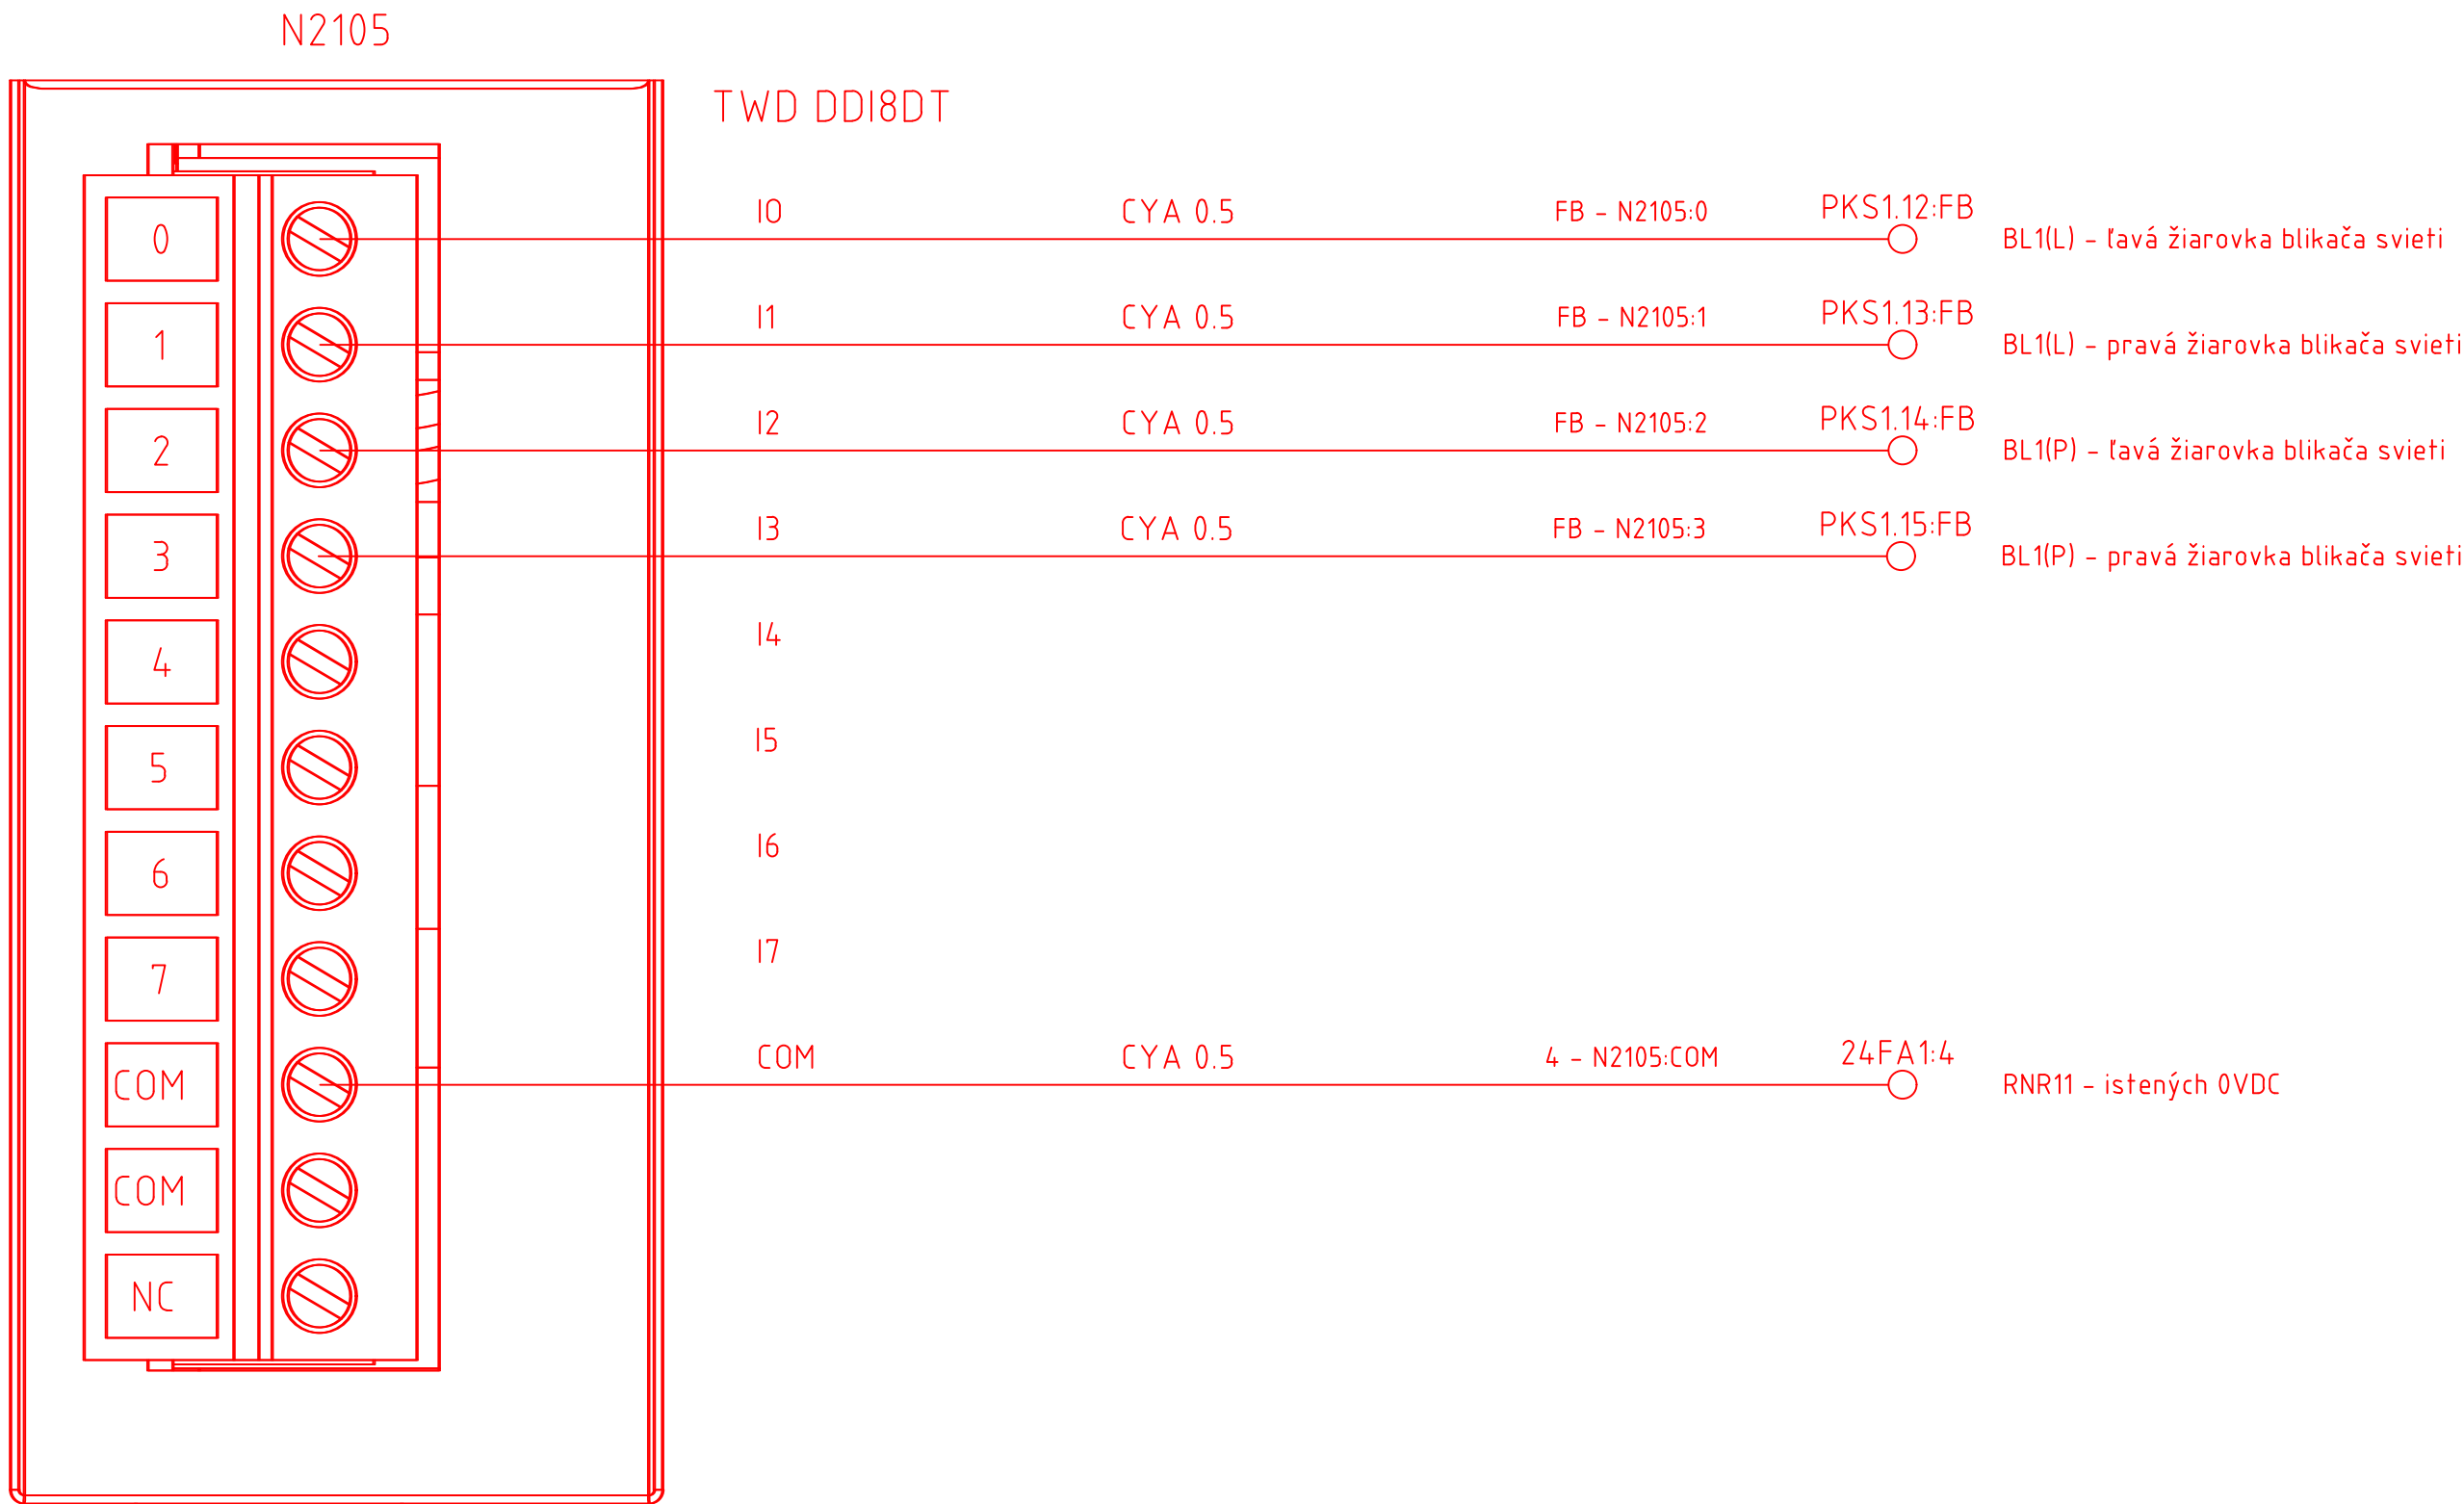 N2105
TWD DDI8DT
0 I0 CYA 0.5 FB - N2105:0 PKS1.12:FB BL1(L) - ľavá žiarovka blikača svieti
1 I1 CYA 0.5 FB - N2105:1 PKS1.13:FB BL1(L) - pravá žiarovka blikača svieti
2 I2 CYA 0.5 FB - N2105:2 PKS1.14:FB BL1(P) - ľavá žiarovka blikača svieti
3 I3 CYA 0.5 FB - N2105:3 PKS1.15:FB BL1(P) - pravá žiarovka blikača svieti
4 I4
5 I5
6 I6
7 I7
COM COM CYA 0.5 4 - N2105:COM 24FA1:4 RNR11 - istených 0VDC
COM
NC